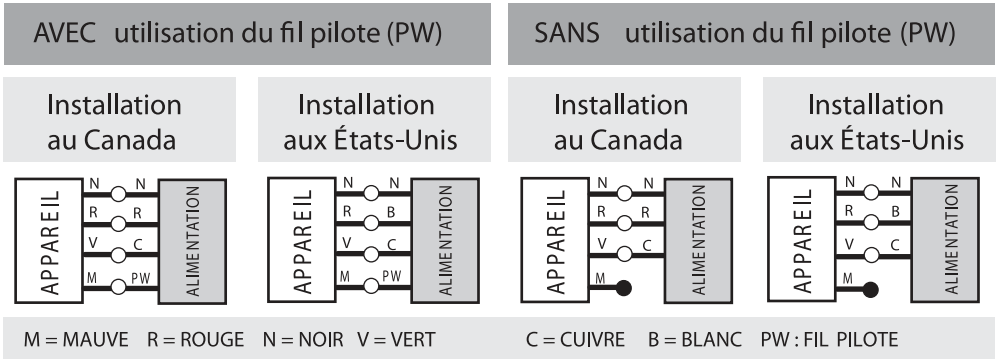 AVEC utilisation du fil pilote (PW)
SANS utilisation du fil pilote (PW)
Installation
au Canada
Installation
aux États-Unis
Installation
au Canada
Installation
aux États-Unis
APPAREIL
N N
R R
V C
M PW
ALIMENTATION
APPAREIL
N N
R B
V C
M PW
ALIMENTATION
APPAREIL
N N
R R
V C
M
ALIMENTATION
APPAREIL
N N
R B
V C
M
ALIMENTATION
M = MAUVE R = ROUGE N = NOIR V = VERT C = CUIVRE B = BLANC PW : FIL PILOTE